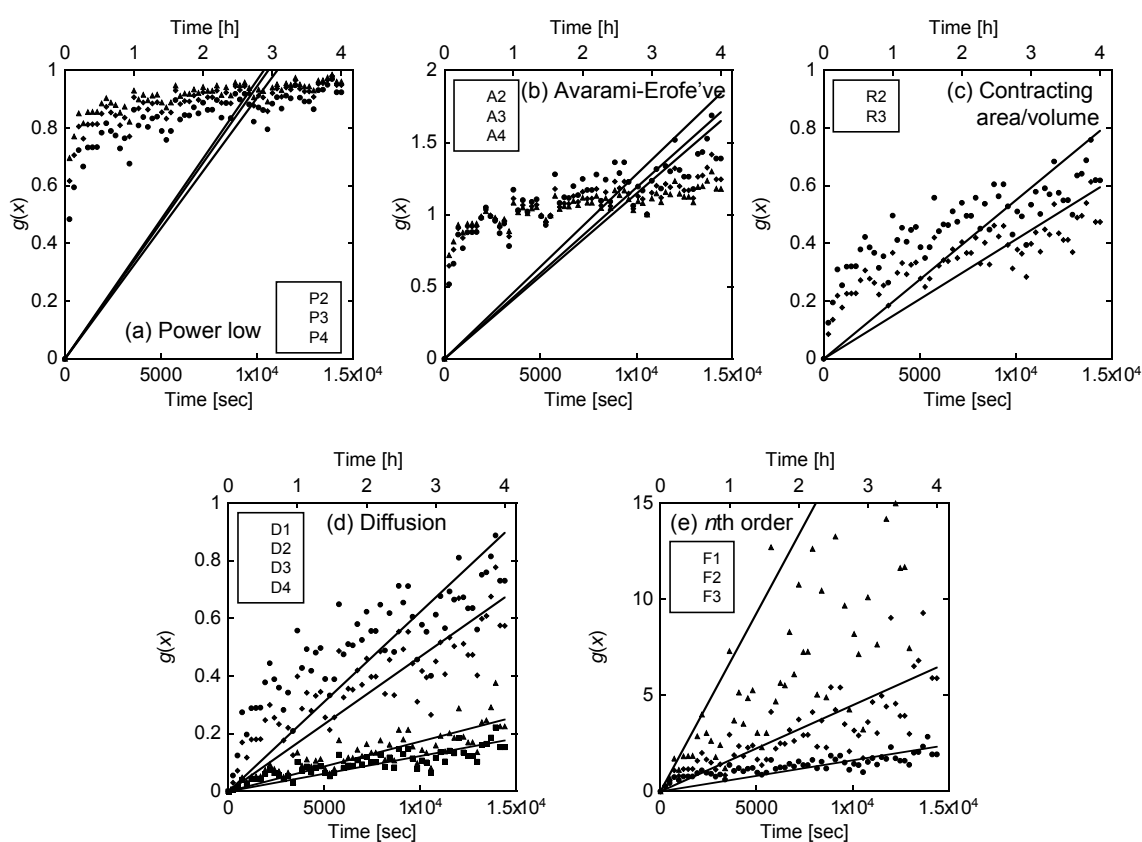 Time [h]
0 1 2 3 4
1
0.8
0.6
0.4
0.2
0
g(x)
P2
P3
P4
(a) Power low
0 5000 1x10⁴ 1.5x10⁴
Time [sec]
Time [h]
0 1 2 3 4
2
1.5
1
0.5
0
g(x)
A2
A3
A4
(b) Avarami-Erofe've
0 5000 1x10⁴ 1.5x10⁴
Time [sec]
Time [h]
0 1 2 3 4
1
0.8
0.6
0.4
0.2
0
g(x)
R2
R3
(c) Contracting
area/volume
0 5000 1x10⁴ 1.5x10⁴
Time [sec]
Time [h]
0 1 2 3 4
1
0.8
0.6
0.4
0.2
0
g(x)
D1
D2
D3
D4
(d) Diffusion
0 5000 1x10⁴ 1.5x10⁴
Time [sec]
Time [h]
0 1 2 3 4
15
10
5
0
g(x)
F1
F2
F3
(e) nth order
0 5000 1x10⁴ 1.5x10⁴
Time [sec]